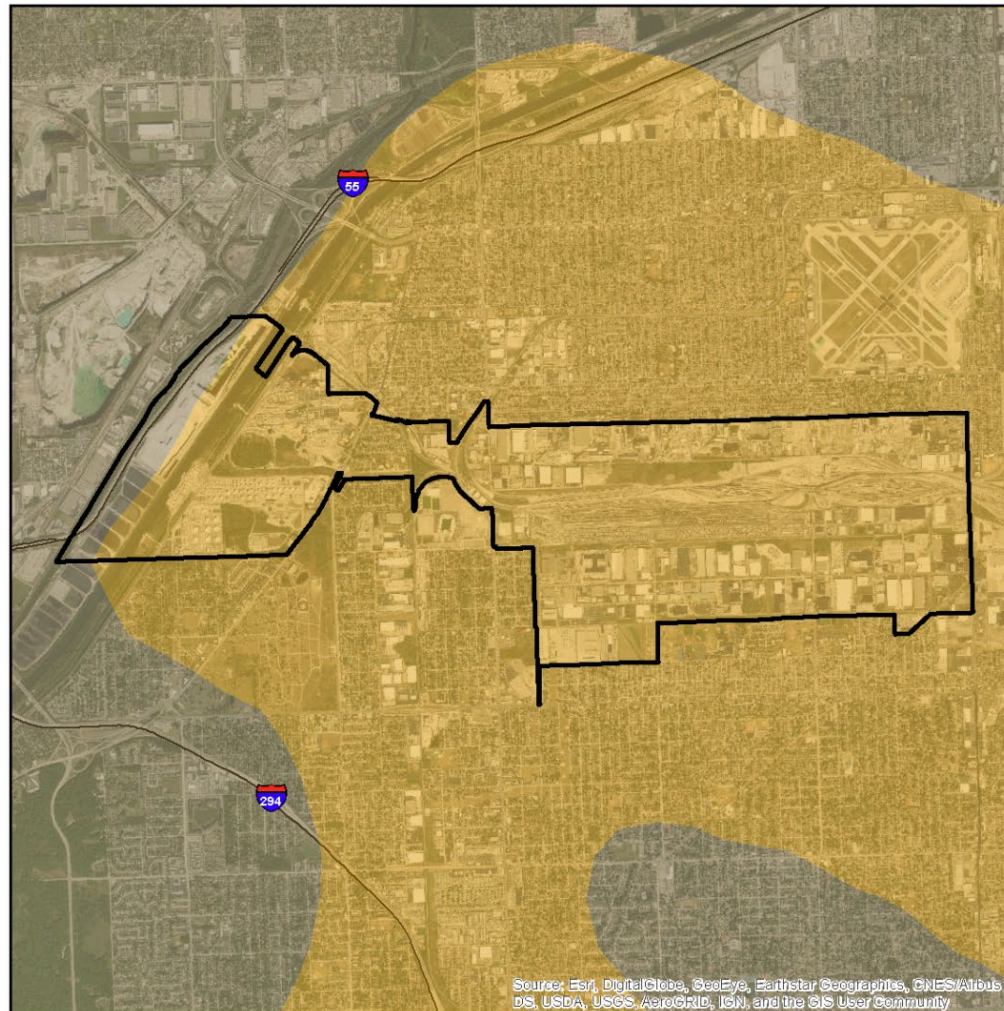 55
294
Source: Esri, DigitalGlobe, GeoEye, Earthstar Geographics, CNES/Airbus
DS, USDA, USGS, AeroGRID, IGN, and the GIS User Community